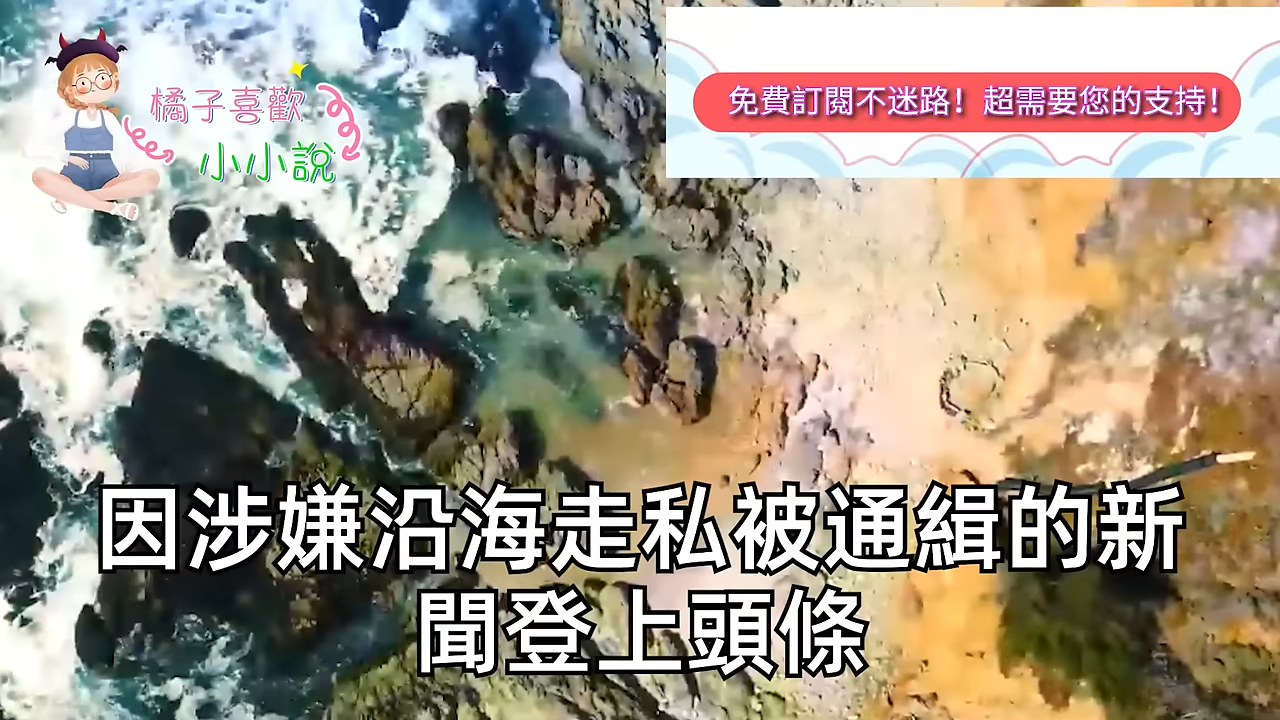 橘子喜歡
小小說
免費訂閱不迷路！超需要您的支持！
因涉嫌沿海走私被通緝的新
聞登上頭條